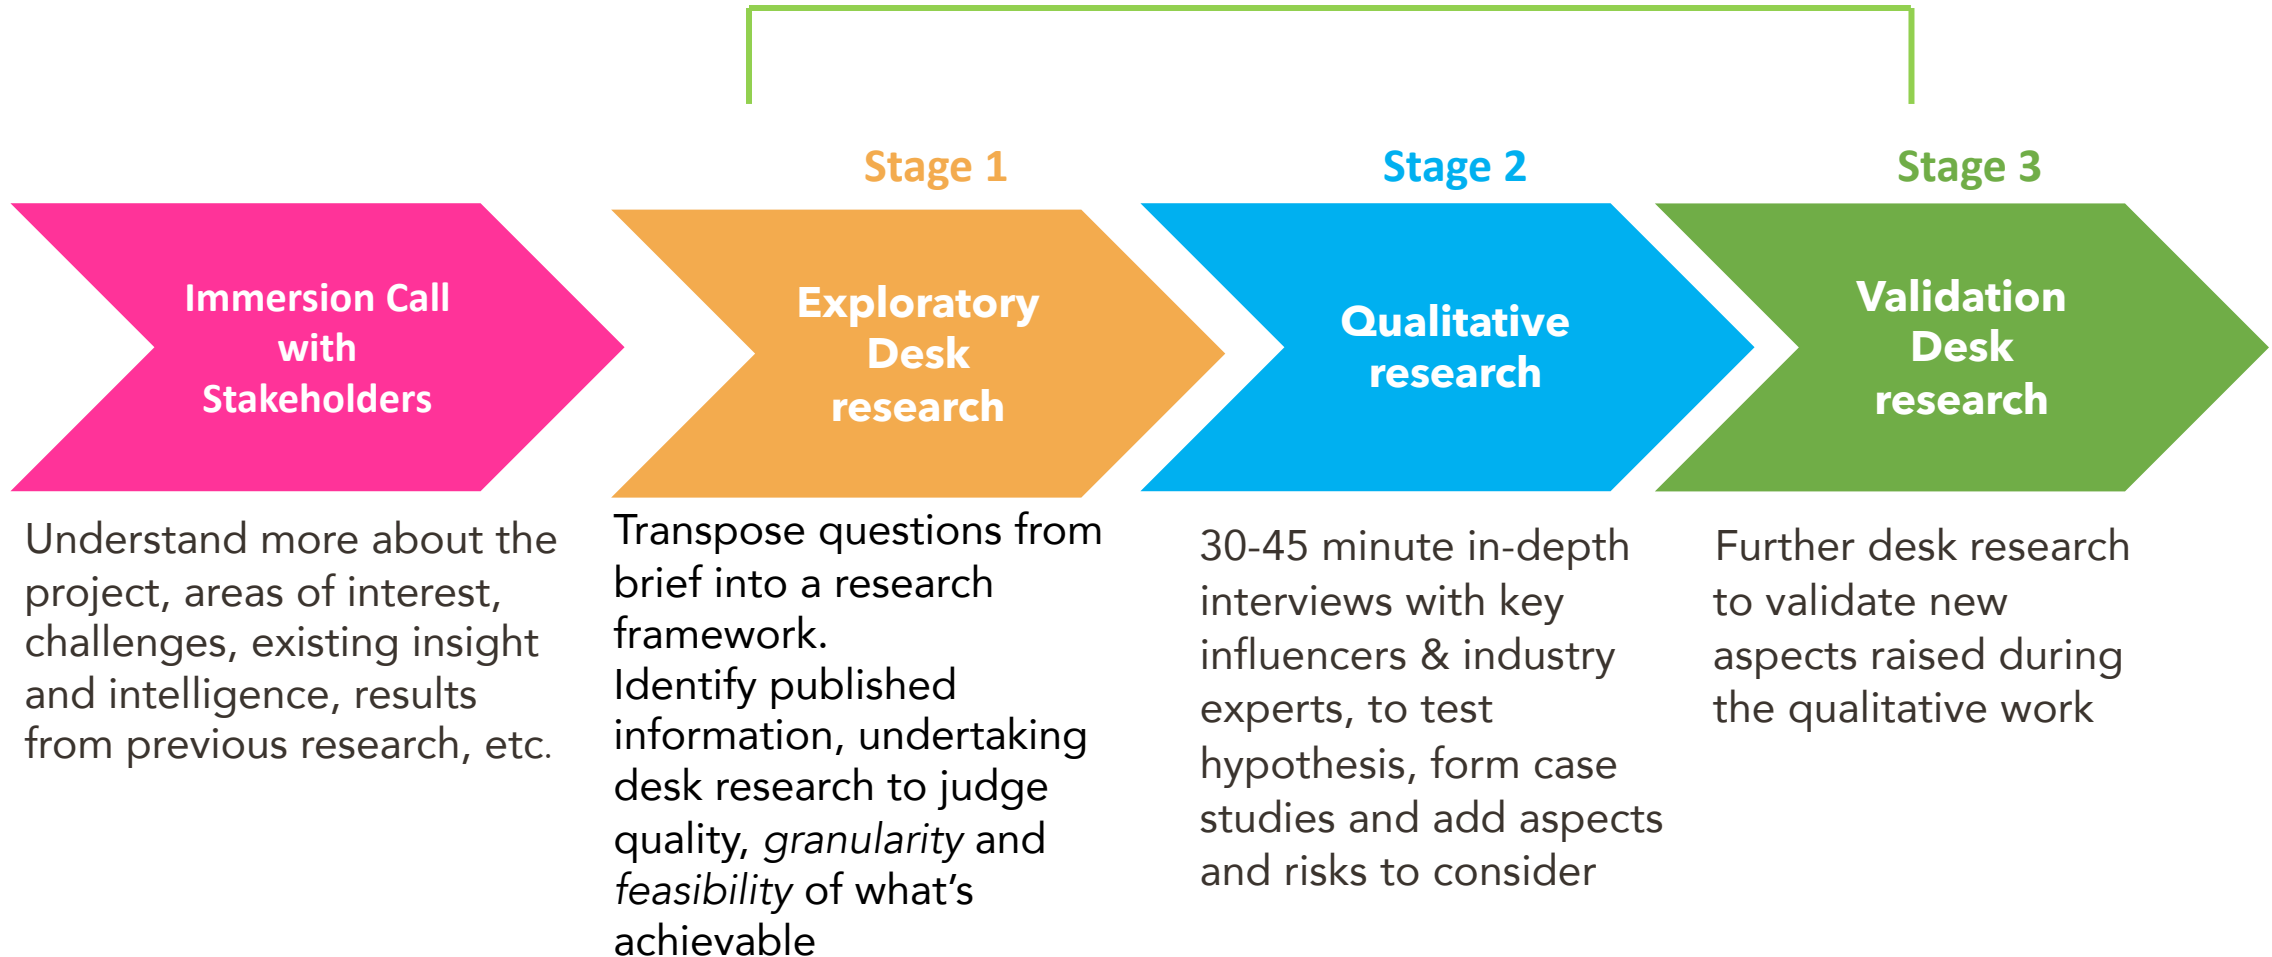 Stage 1
Stage 2
Stage 3
Immersion Call
with
Stakeholders
Exploratory
Desk
research
Qualitative
research
Validation
Desk
research
Understand more about the
project, areas of interest,
challenges, existing insight
and intelligence, results
from previous research, etc.
Transpose questions from
brief into a research
framework.
Identify published
information, undertaking
desk research to judge
quality, granularity and
feasibility of what’s
achievable
30-45 minute in-depth
interviews with key
influencers & industry
experts, to test
hypothesis, form case
studies and add aspects
and risks to consider
Further desk research
to validate new
aspects raised during
the qualitative work